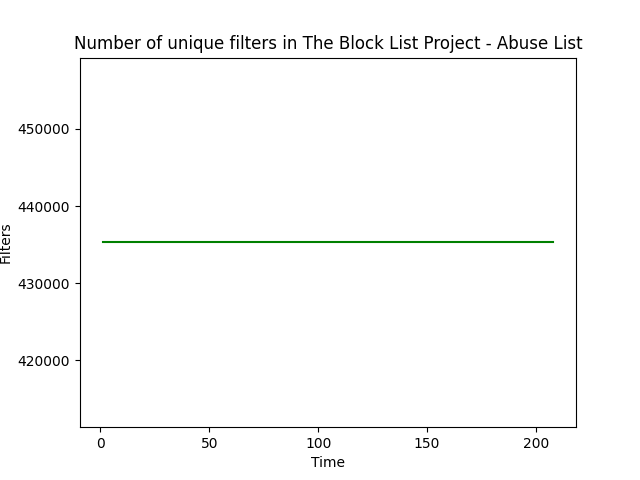 Number of unique filters in The Block List Project - Abuse List
450000
440000
430000
420000
Filters
0 50 100 150 200
Time